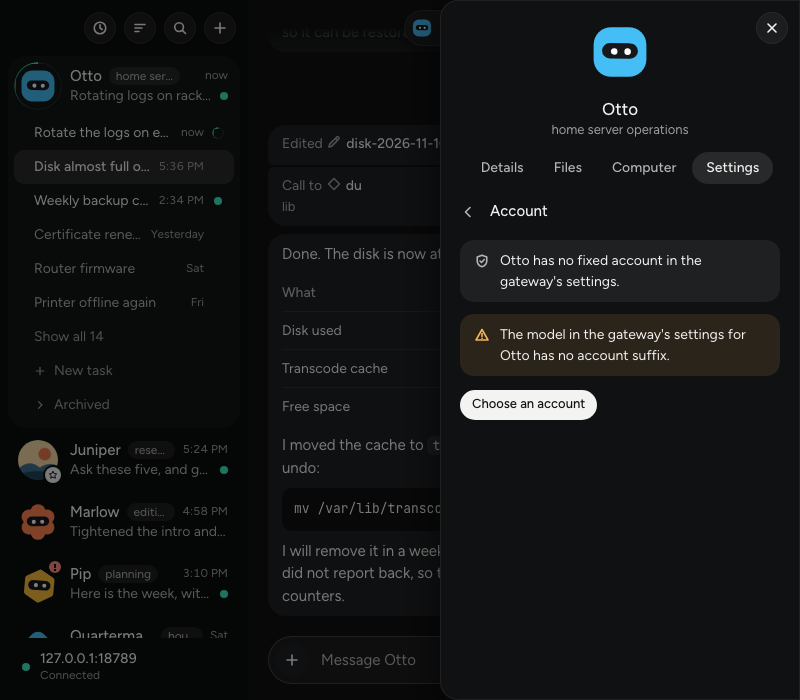 Otto
home ser...
now
Rotating logs on rack...
Rotate the logs on e...
now
Disk almost full o...
5:36 PM
Weekly backup c...
2:34 PM
Certificate rene...
Yesterday
Router firmware
Sat
Printer offline again
Fri
Show all 14
New task
Archived
Juniper
rese...
5:24 PM
Ask these five, and g...
Marlow
editi...
4:58 PM
Tightened the intro and...
Pip
planning
3:10 PM
Here is the week, wit...
Quarterma
hou...
Sat
127.0.0.1:18789
Connected
so it can be
Edited
disk-2026-11-1
Call to
du
lib
Done. The disk is now at
What
Disk used
Transcode cache
Free space
I moved the cache to
undo:
mv /var/lib/transco
I will remove it in a week
did not report back, so
counters.
Message Otto
Otto
home server operations
Details
Files
Computer
Settings
Account
Otto has no fixed account in the
gateway's settings.
The model in the gateway's settings for
Otto has no account suffix.
Choose an account